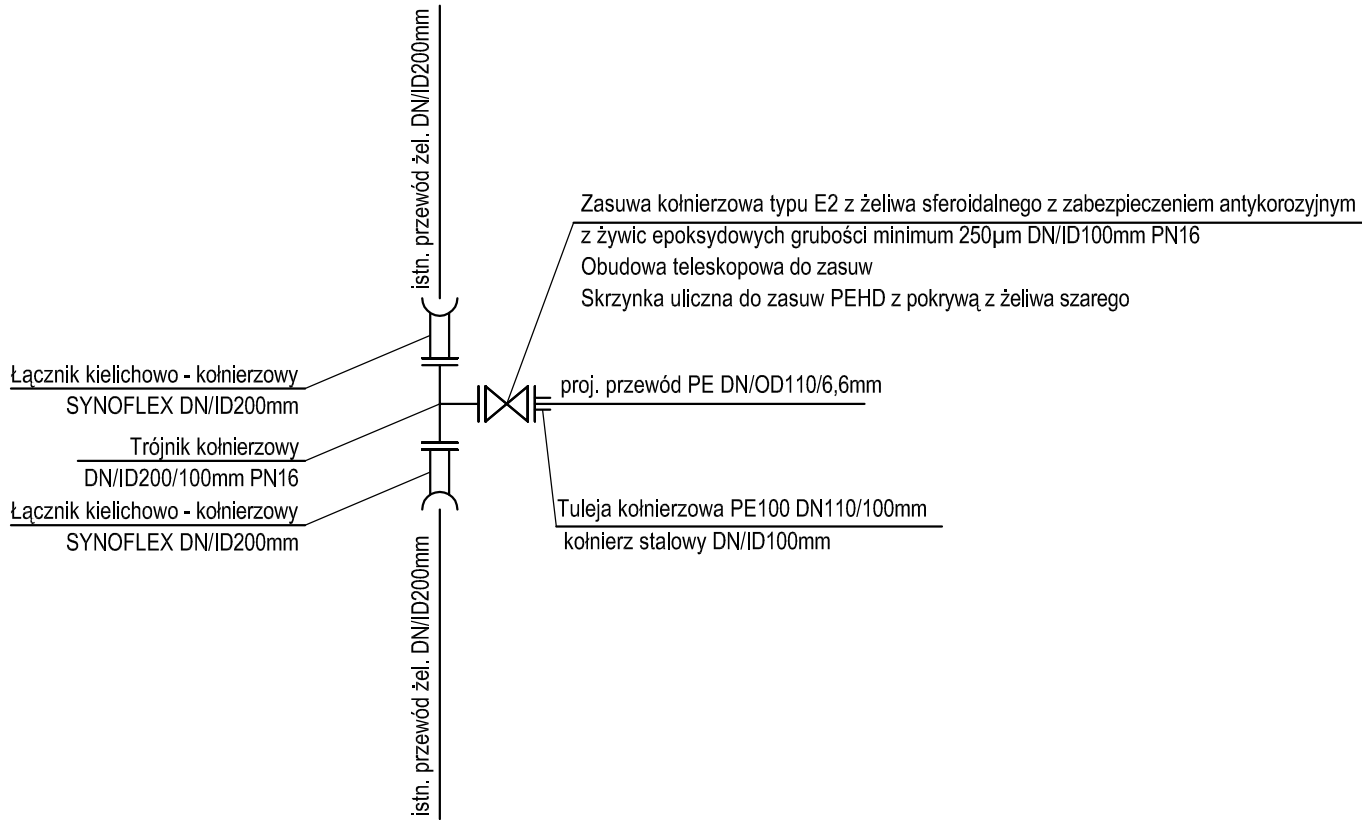 istn. przewód żel. DN/ID200mm
Zasuwa kołnierzowa typu E2 z żeliwa sferoidalnego z zabezpieczeniem antykorozyjnym
z żywic epoksydowych grubości minimum 250µm DN/ID100mm PN16
Obudowa teleskopowa do zasuw
Skrzynka uliczna do zasuw PEHD z pokrywą z żeliwa szarego
Łącznik kielichowo - kołnierzowy
SYNOFLEX DN/ID200mm
proj. przewód PE DN/OD110/6,6mm
Trójnik kołnierzowy
DN/ID200/100mm PN16
Łącznik kielichowo - kołnierzowy
SYNOFLEX DN/ID200mm
Tuleja kołnierzowa PE100 DN110/100mm
kołnierz stalowy DN/ID100mm
istn. przewód żel. DN/ID200mm